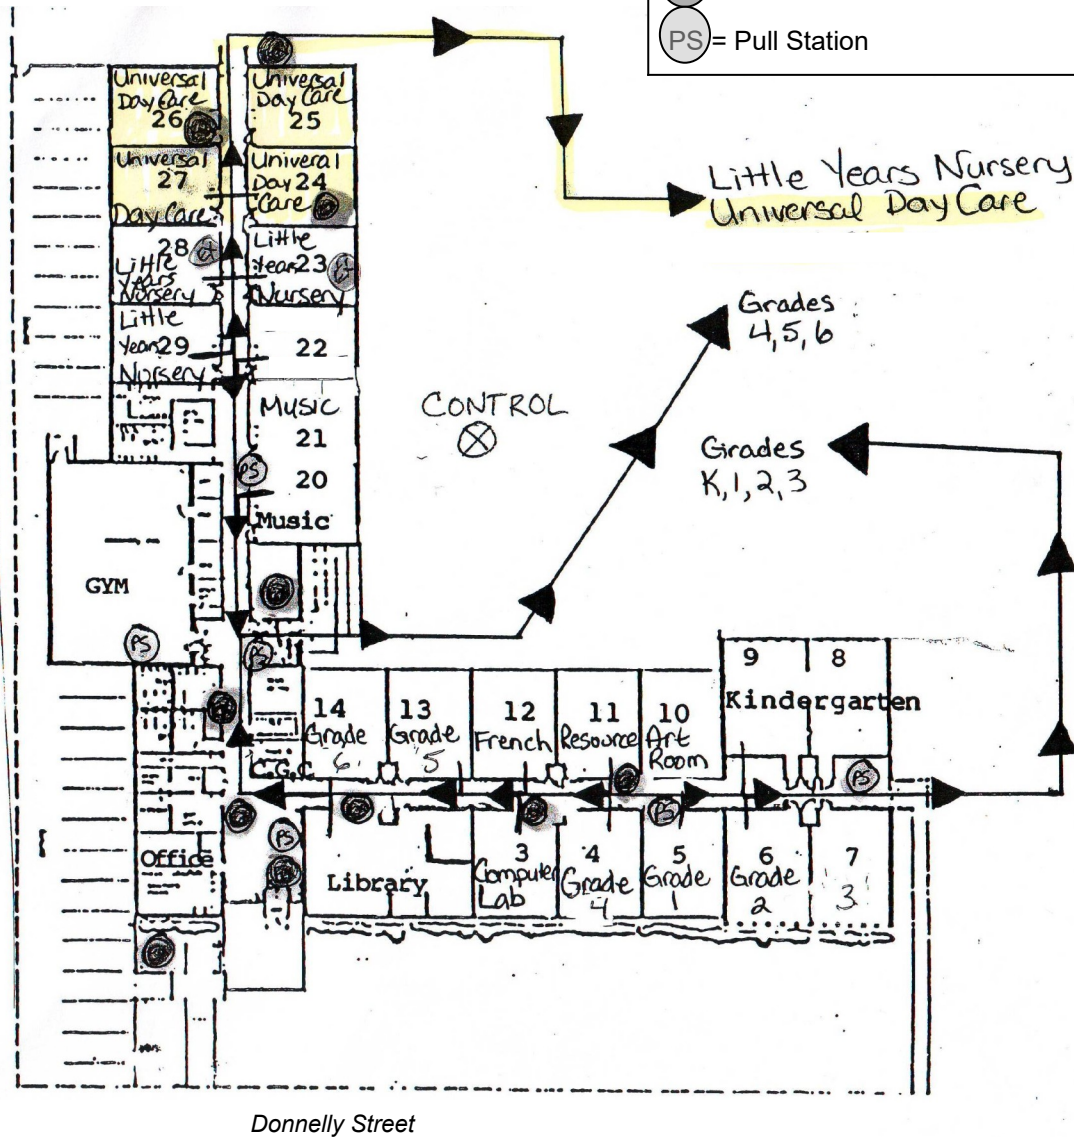 PS = Pull Station
Universal
Day Care
26
Universal
Day Care
25
Universal
27
Day Care
Univeral
Day 24
Care
Little Years Nursery
Universal Day Care
28
Little
Years
Nursery
Little
Years 23
Nursery
Grades
4,5,6
Little
Years 29
Nursery
22
Music
21
20
Music
CONTROL
Grades
K,1,2,3
PS
GYM
PS
PS
14
Grade
6
13
Grade
5
12
French
11
Resource
10
Art
Room
9
8
Kindergarten
C.G.C.
PS
PS
PS
Office
Library
3
Computer
Lab
4
Grade
4
5
Grade
1
6
Grade
2
7
3
Donnelly Street